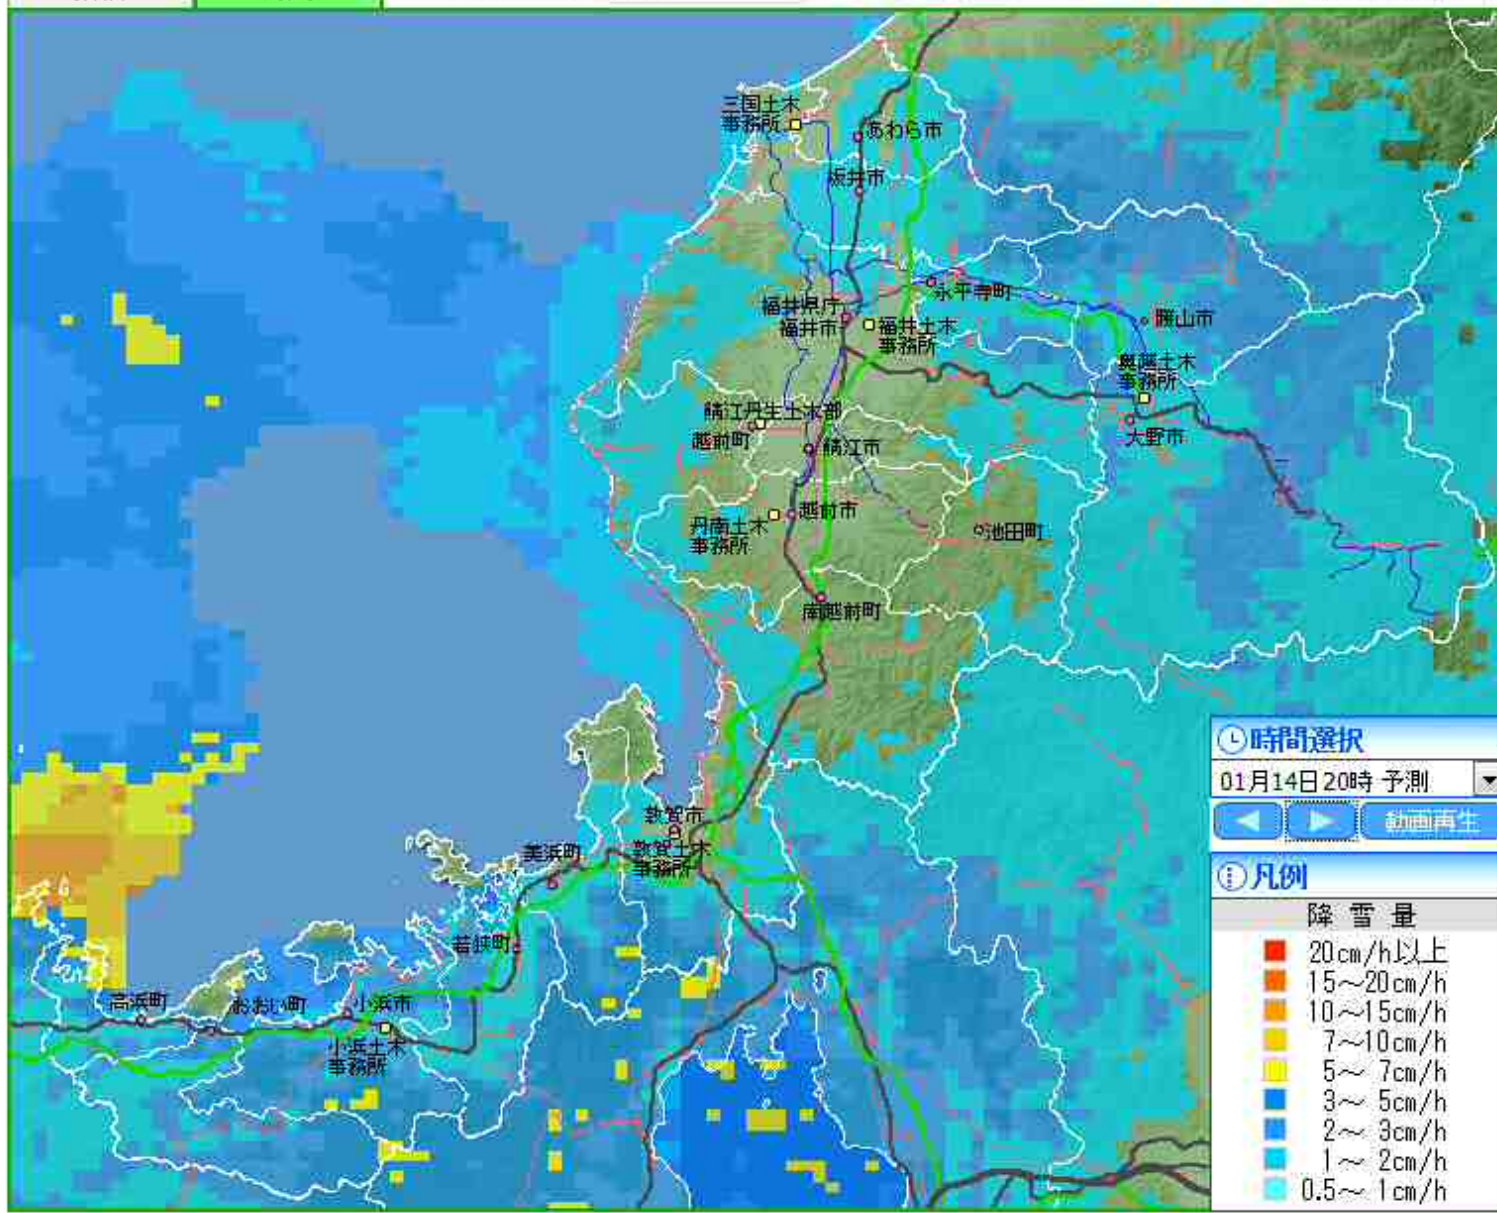 三国土木
事務所
あわら市
坂井市
永平寺町
福井県庁
福井市
福井土木
事務所
勝山市
奥越土木
事務所
鯖江丹生土木部
越前町
鯖江市
大野市
丹南土木
事務所
越前市
池田町
南越前町
敦賀市
敦賀土木
事務所
美浜町
若狭町
高浜町
おおい町
小浜市
小浜土木
事務所
時間選択
01月14日20時 予測
動画再生
凡例
降 雪 量
20cm/h以上
15～20cm/h
10～15cm/h
7～10cm/h
5～ 7cm/h
3～ 5cm/h
2～ 3cm/h
1～ 2cm/h
0.5～ 1cm/h